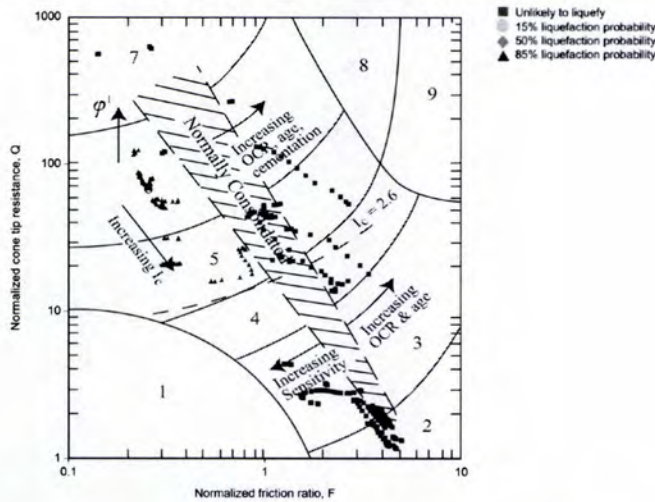 Unlikely to liquefy
15% liquefaction probability
50% liquefaction probability
85% liquefaction probability
Normalized cone tip resistance, Q
1000
100
10
1
7
8
9
φ'
Increasing
OCR, age,
cementation
Normally Consolidated
I_c = 2.6
Increasing I_c
5
4
3
Increasing
OCR & age
Increasing
Sensitivity
1
2
0.1
1
10
Normalized friction ratio, F